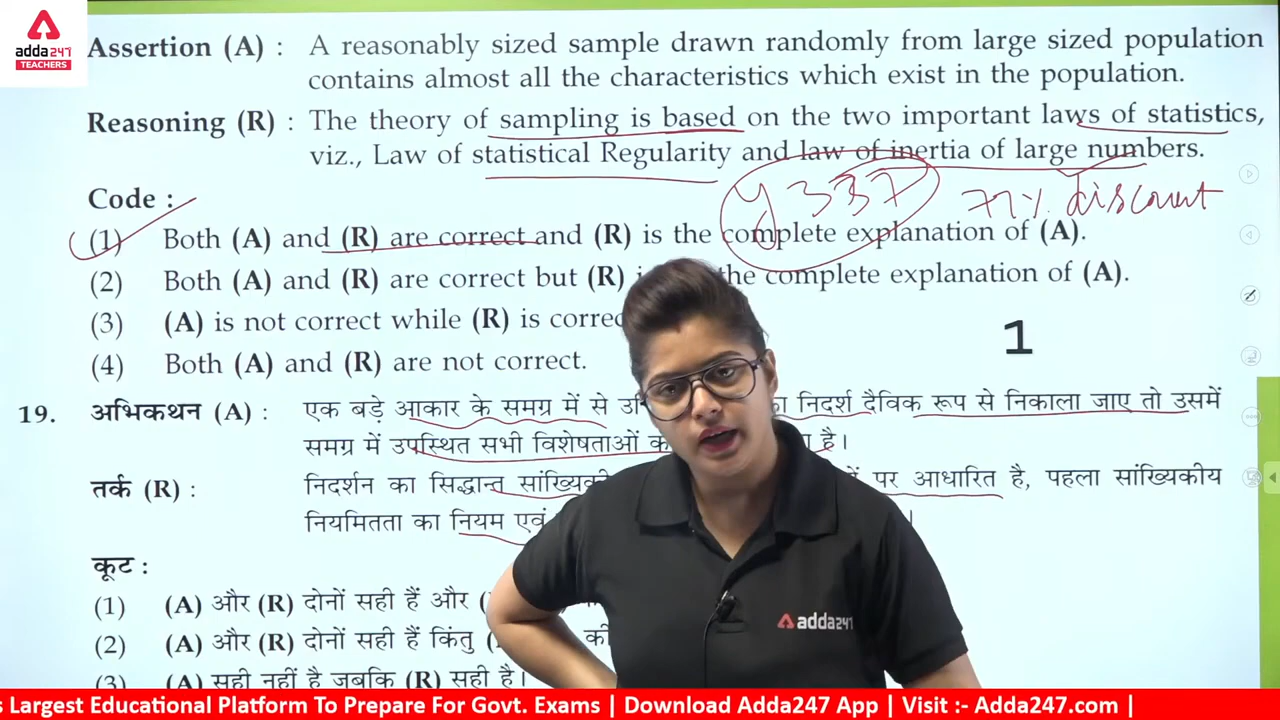 adda247
TEACHERS
Assertion (A) : A reasonably sized sample drawn randomly from large sized population
contains almost all the characteristics which exist in the population.
Reasoning (R) : The theory of sampling is based on the two important laws of statistics,
viz., Law of statistical Regularity and law of inertia of large numbers.
Code :
y337 77% discount
(1) Both (A) and (R) are correct and (R) is the complete explanation of (A).
(2) Both (A) and (R) are correct but (R) the complete explanation of (A).
(3) (A) is not correct while (R) is correc
1
(4) Both (A) and (R) are not correct.
19. अभिकथन (A) : एक बड़े आकार के समग्र में से निदर्श दैविक रूप से निकाला जाए तो उसमें
समग्र में उपस्थित सभी विशेषताओं है।
तर्क (R) : निदर्शन का सिद्धान्त पर आधारित है, पहला सांख्यिकीय
नियमितता का नियम एवं
कूट :
(1) (A) और (R) दोनों सही हैं और
(2) (A) और (R) दोनों सही हैं किंतु
adda247
(3) (A) सही नहीं है जबकि (R) सही है।
s Largest Educational Platform To Prepare For Govt. Exams | Download Adda247 App | Visit :- Adda247.com |